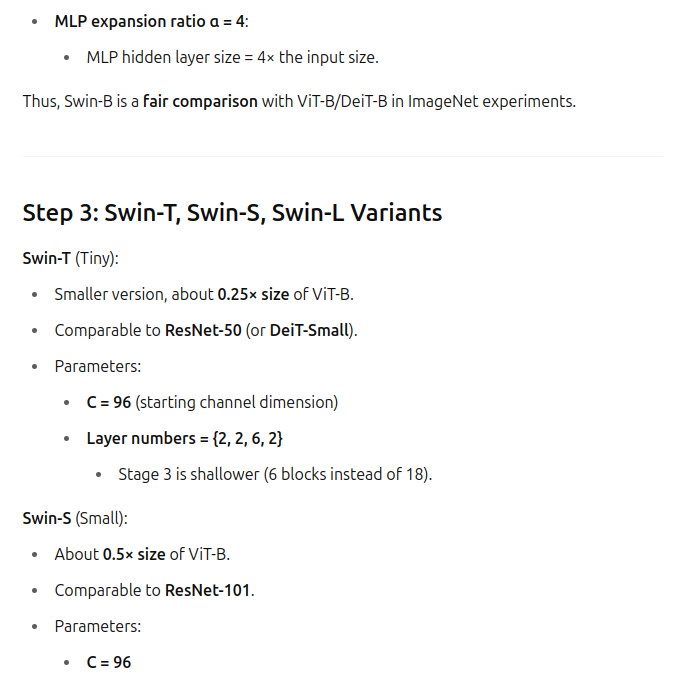 MLP expansion ratio α = 4:
MLP hidden layer size = 4× the input size.
Thus, Swin-B is a fair comparison with ViT-B/DeiT-B in ImageNet experiments.
Step 3: Swin-T, Swin-S, Swin-L Variants
Swin-T (Tiny):
Smaller version, about 0.25× size of ViT-B.
Comparable to ResNet-50 (or DeiT-Small).
Parameters:
C = 96 (starting channel dimension)
Layer numbers = {2, 2, 6, 2}
Stage 3 is shallower (6 blocks instead of 18).
Swin-S (Small):
About 0.5× size of ViT-B.
Comparable to ResNet-101.
Parameters:
C = 96